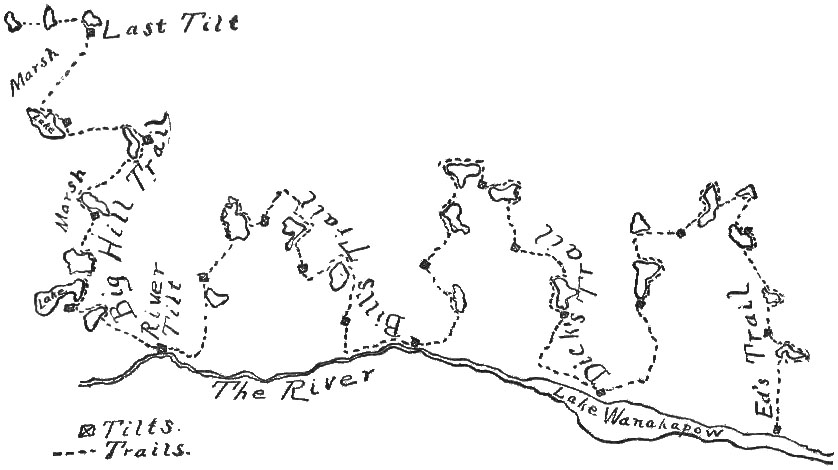 Last Tilt
Marsh
Lake
Big Hill Trail
Marsh
Lake
River
Tilt
Bill's Trail
Dick's Trail
Ed's Trail
The River
Lake Wanahapow
Tilts.
Trails.